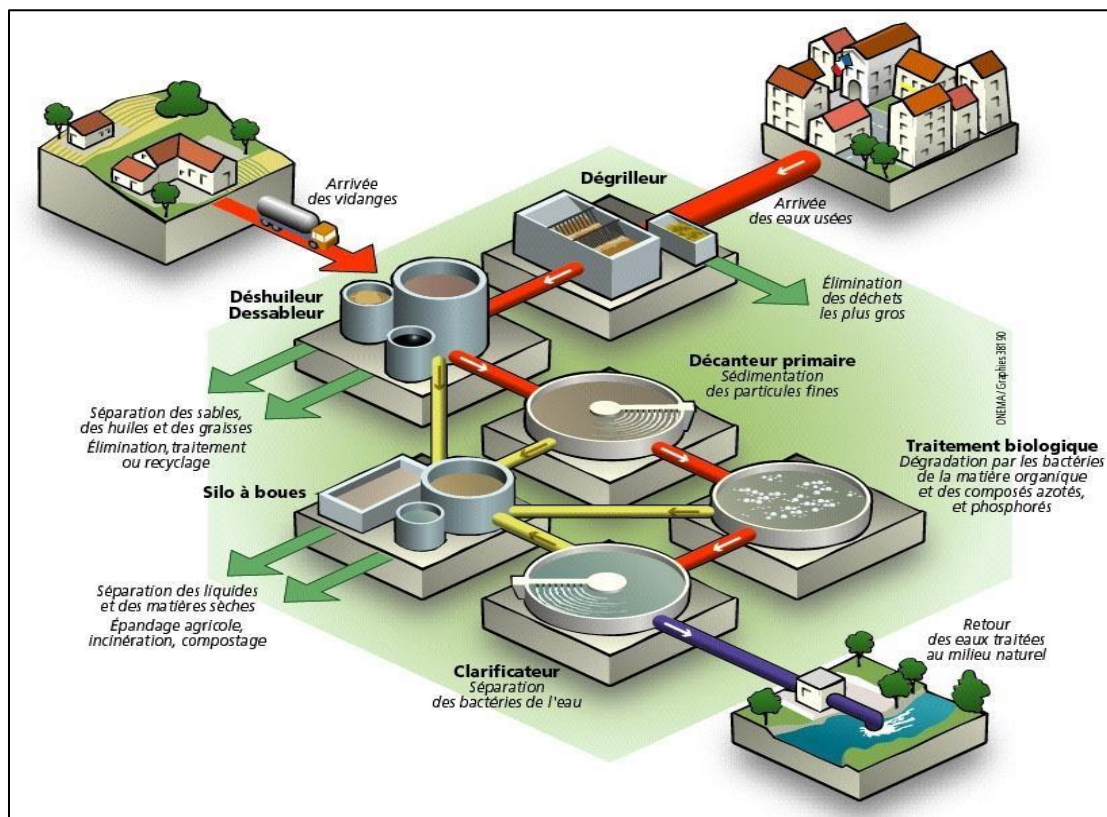 Arrivée
des vidanges
Dégrilleur
Arrivée
des eaux usées
Élimination
des déchets
les plus gros
Déshuileur
Dessableur
Séparation des sables,
des huiles et des graisses
Élimination, traitement
ou recyclage
Décanteur primaire
Sédimentation
des particules fines
ONEMA/Graphies 38190
Traitement biologique
Dégradation par les bactéries
de la matière organique
et des composés azotés,
et phosphorés
Silo à boues
Séparation des liquides
et des matières sèches
Épandage agricole,
incinération, compostage
Clarificateur
Séparation
des bactéries de l'eau
Retour
des eaux traitées
au milieu naturel